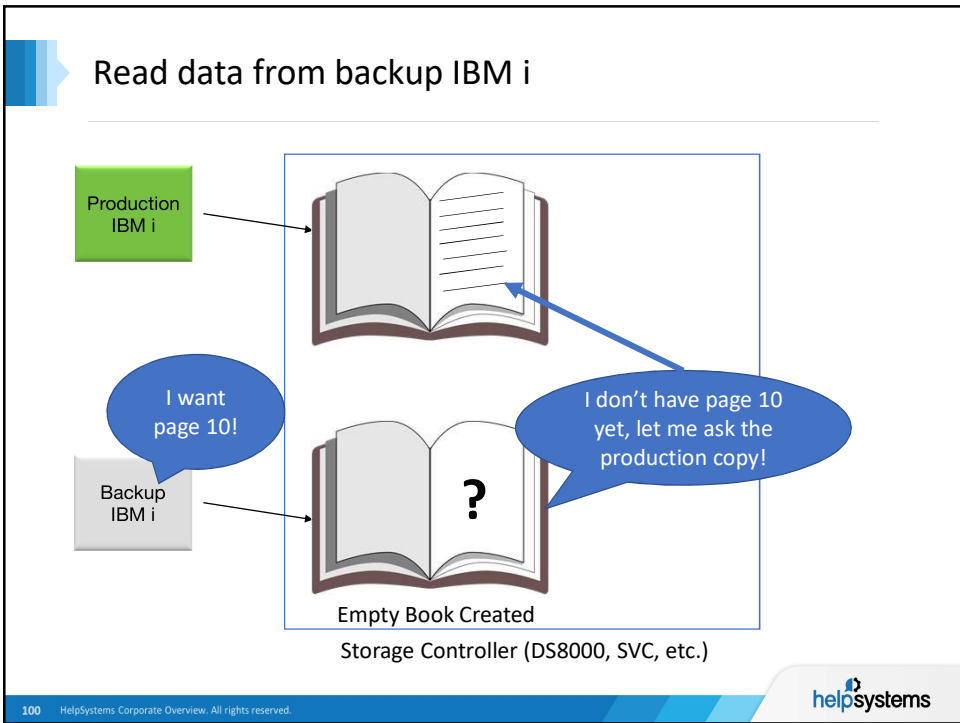 Read data from backup IBM i
Production
IBM i
I want
page 10!
I don’t have page 10
yet, let me ask the
production copy!
Backup
IBM i
?
Empty Book Created
Storage Controller (DS8000, SVC, etc.)
100 HelpSystems Corporate Overview. All rights reserved.
helpsystems